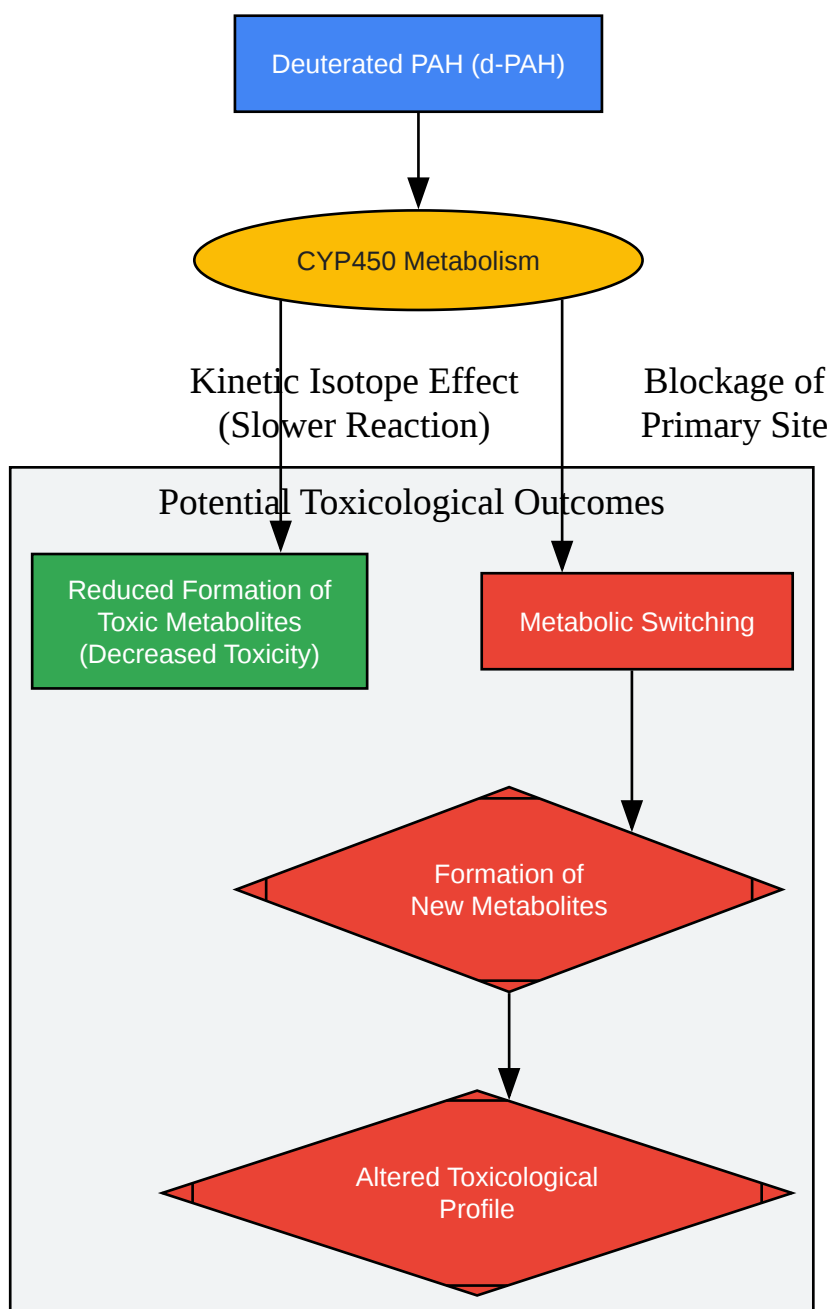 Deuterated PAH (d-PAH)
CYP450 Metabolism
Kinetic Isotope Effect
(Slower Reaction)
Blockage of
Primary Site
Potential Toxicological Outcomes
Reduced Formation of
Toxic Metabolites
(Decreased Toxicity)
Metabolic Switching
Formation of
New Metabolites
Altered Toxicological
Profile